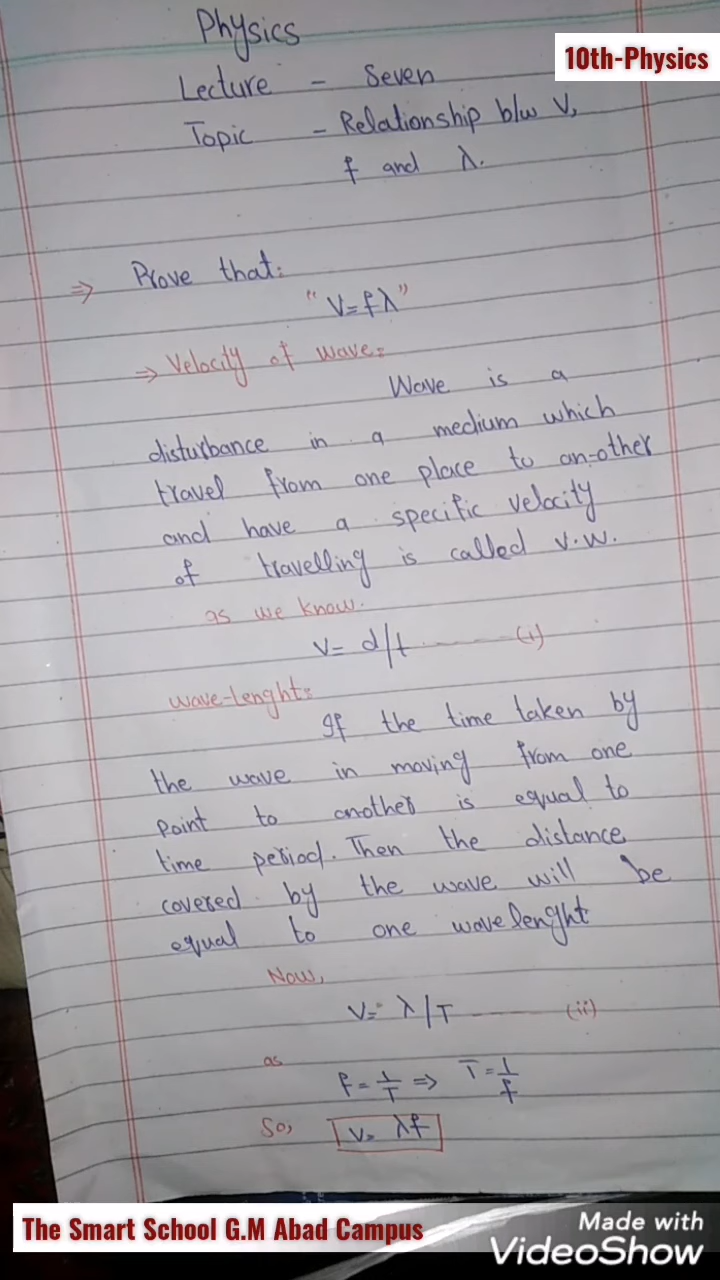 Physics
10th-Physics
Lecture - Seven
Topic - Relationship b/w V,
f and λ.
⇒ Prove that:
"V=fλ"
⇒ Velocity of wave:
Wave is a
disturbance in a medium which
travel from one place to an-other
and have a specific velocity
of travelling is called v.w.
as we know.
V= d/t ------ (i)
wave-lenght:
If the time taken by
the wave in moving from one
point to another is equal to
time period. Then the distance
covered by the wave will be
equal to one wavelenght
Now,
V= λ/T ------ (ii)
as
f = 1/T ⇒ T = 1/f
So, V= λf
The Smart School G.M Abad Campus
Made with
VideoShow